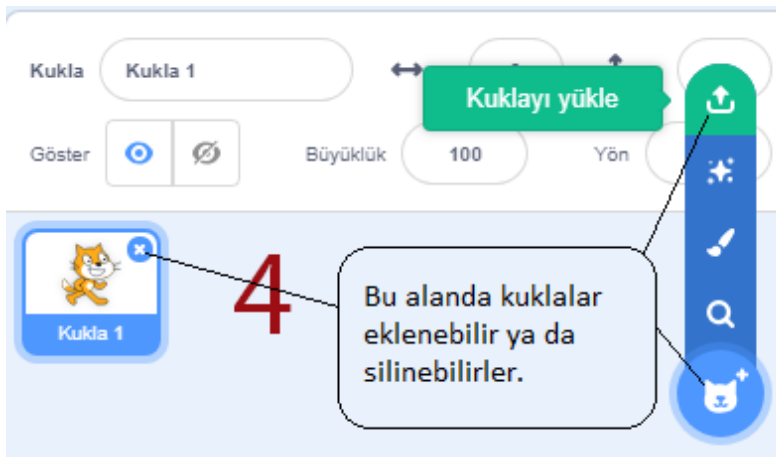 Kukla Kukla 1
Kuklayı yükle
Göster Büyüklük 100 Yön
Kukla 1
4
Bu alanda kuklalar
eklenebilir ya da
silinebilirler.